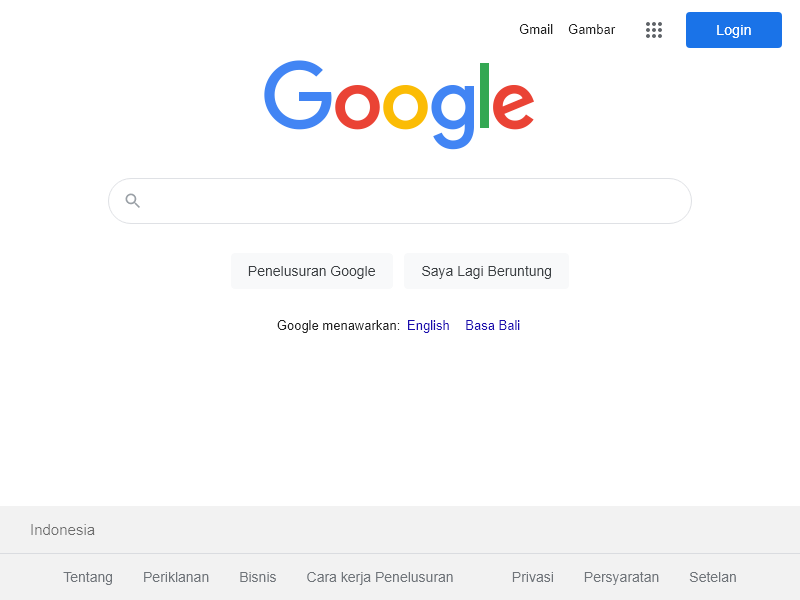 Gmail Gambar Login
Google
Penelusuran Google Saya Lagi Beruntung
Google menawarkan: English Basa Bali
Indonesia
Tentang Periklanan Bisnis Cara kerja Penelusuran Privasi Persyaratan Setelan